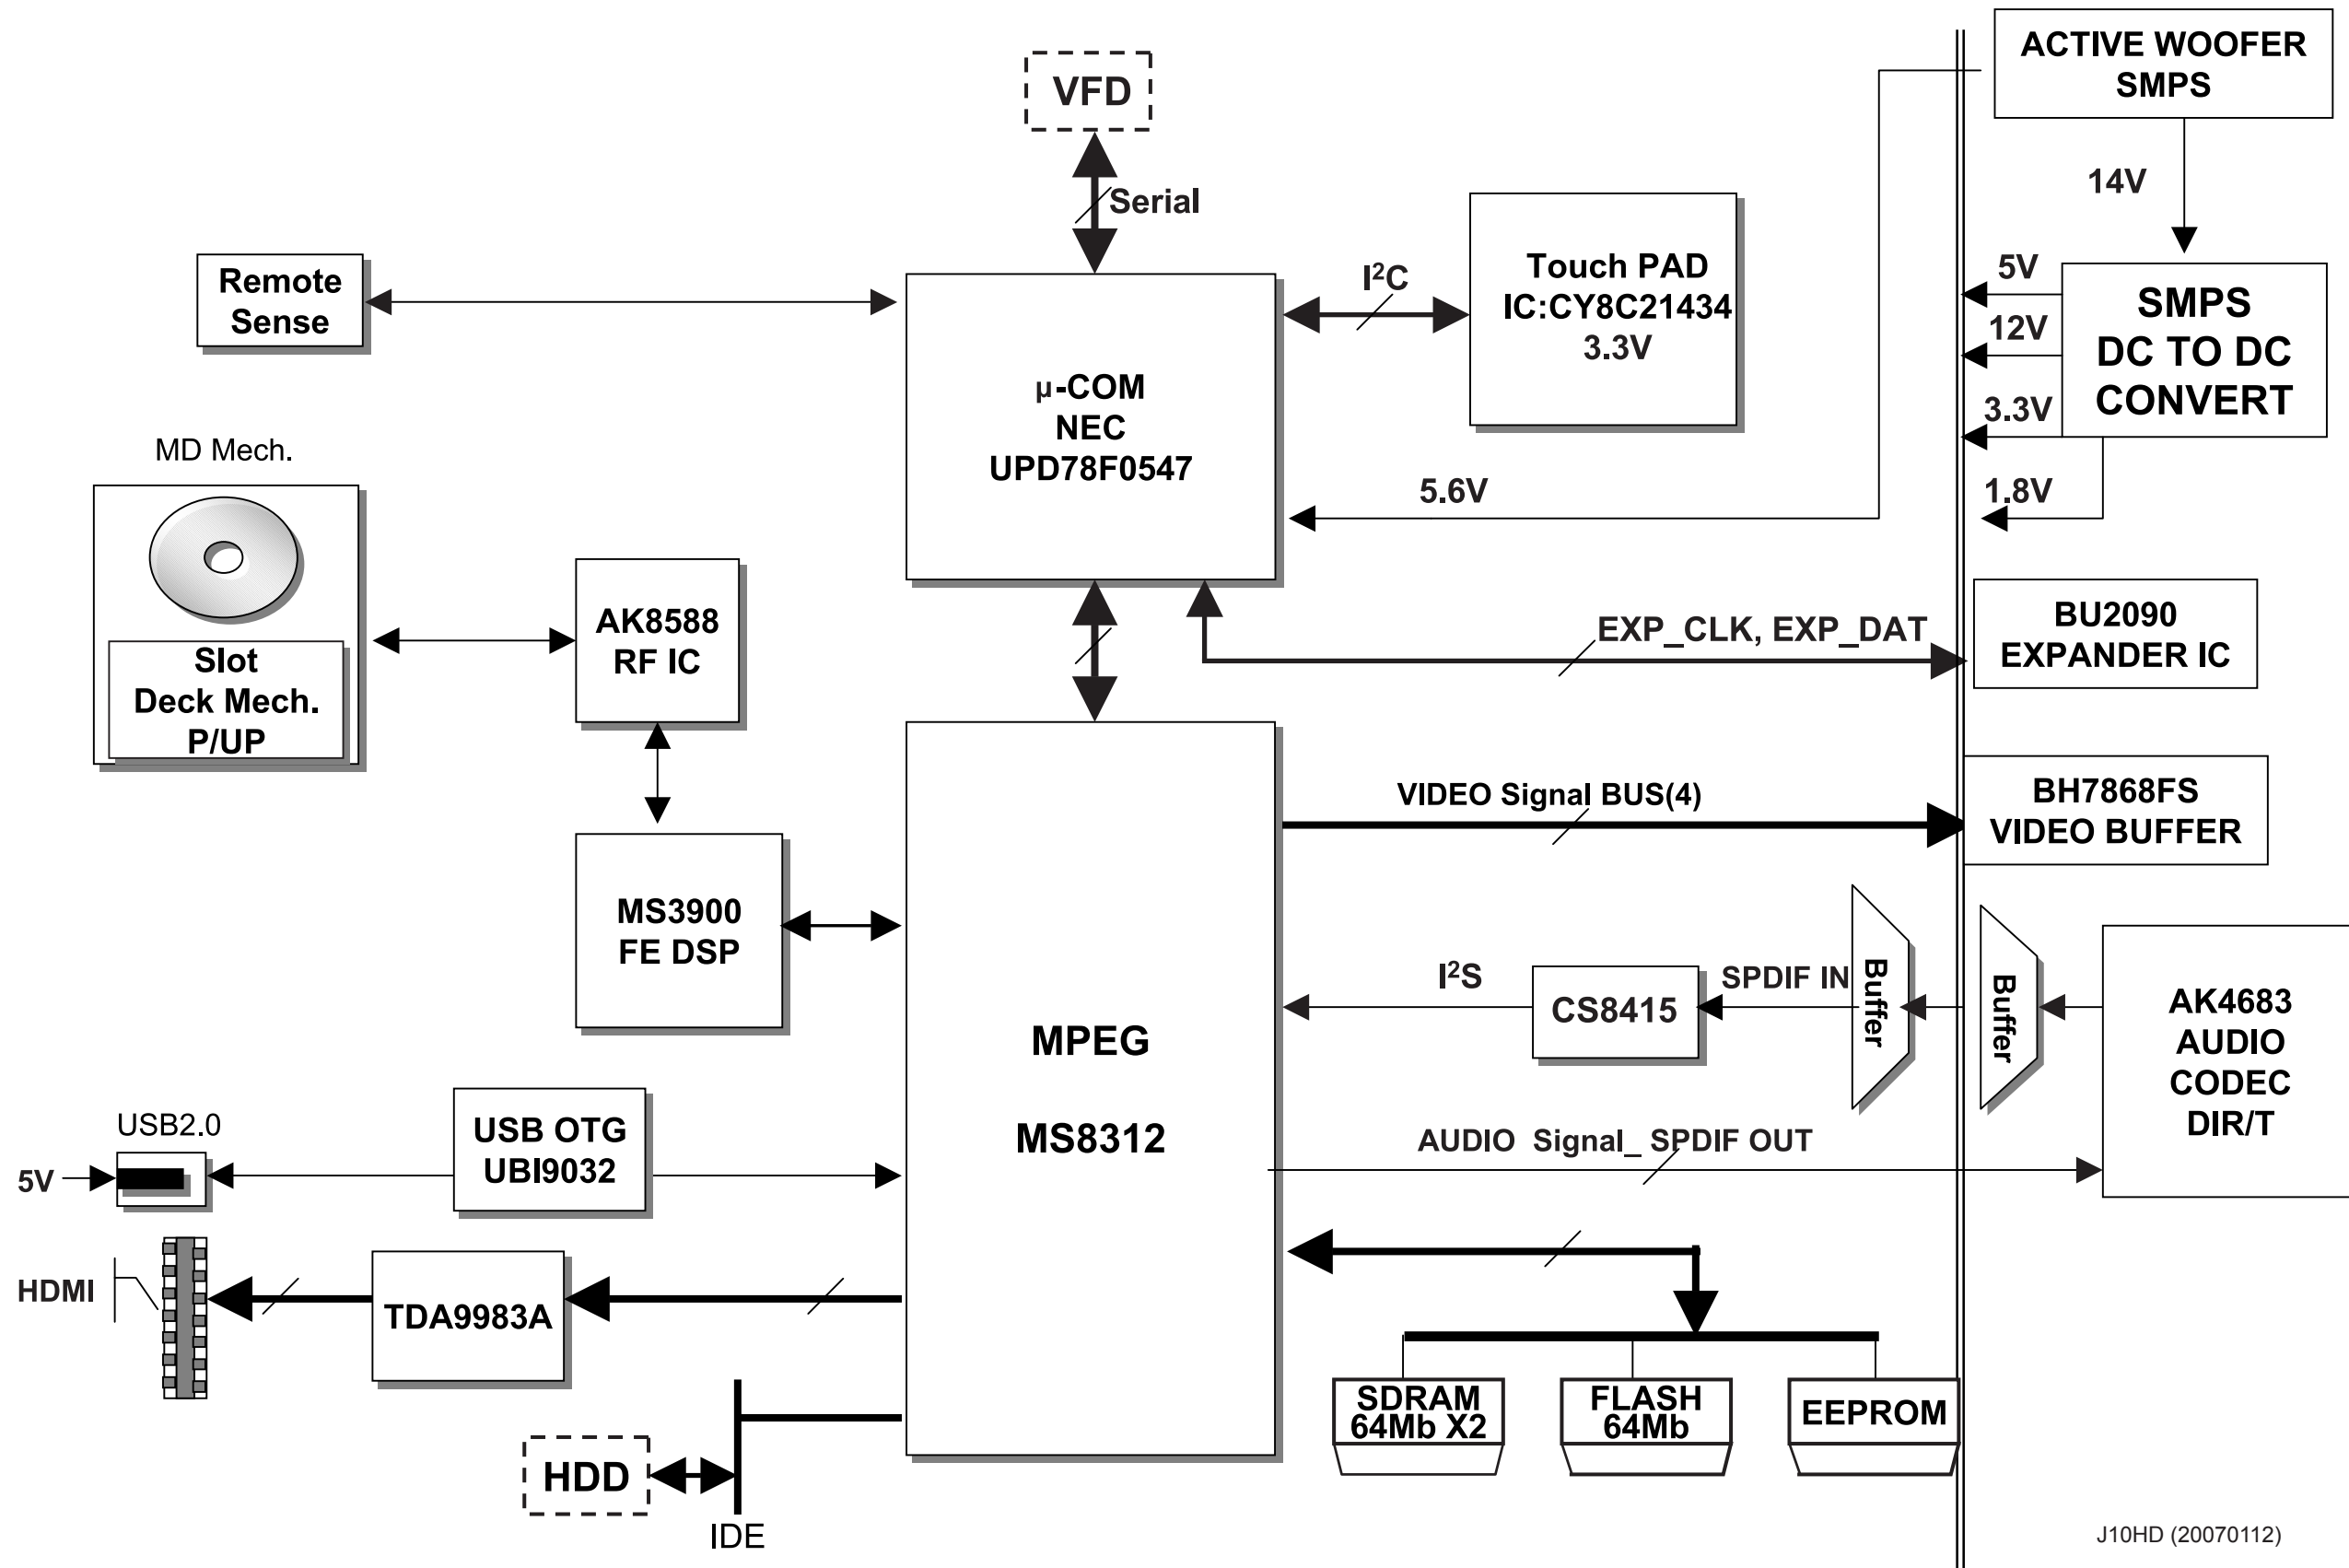 ACTIVE WOOFER
SMPS
VFD
Serial
14V
Remote
Sense
I²C
Touch PAD
IC:CY8C21434
3.3V
5V
12V
3.3V
1.8V
SMPS
DC TO DC
CONVERT
μ-COM
NEC
UPD78F0547
5.6V
MD Mech.
Slot
Deck Mech.
P/UP
AK8588
RF IC
EXP_CLK, EXP_DAT
BU2090
EXPANDER IC
VIDEO Signal BUS(4)
BH7868FS
VIDEO BUFFER
MS3900
FE DSP
MPEG
MS8312
I²S
CS8415
SPDIF IN
Buffer
Buffer
AK4683
AUDIO
CODEC
DIR/T
AUDIO Signal_ SPDIF OUT
USB2.0
5V
USB OTG
UBI9032
HDMI
TDA9983A
SDRAM
64Mb X2
FLASH
64Mb
EEPROM
HDD
IDE
J10HD (20070112)